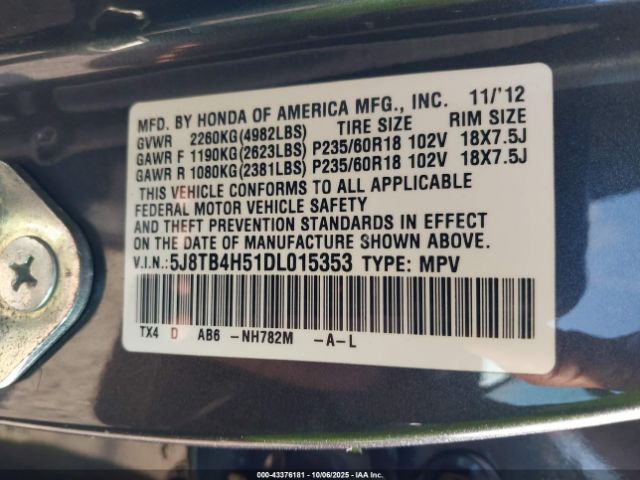 MFD. BY HONDA OF AMERICA MFG., INC. 11/'12
GVWR 2260KG(4982LBS) TIRE SIZE RIM SIZE
GAWR F 1190KG(2623LBS) P235/60R18 102V 18X7.5J
GAWR R 1080KG(2381LBS) P235/60R18 102V 18X7.5J
THIS VEHICLE CONFORMS TO ALL APPLICABLE
FEDERAL MOTOR VEHICLE SAFETY
AND THEFT PREVENTION STANDARDS IN EFFECT
ON THE DATE OF MANUFACTURE SHOWN ABOVE.
V.I.N.:5J8TB4H51DL015353 TYPE: MPV
TX4 D AB6 -NH782M -A-L
000-43376181 - 10/06/2025 - IAA Inc.